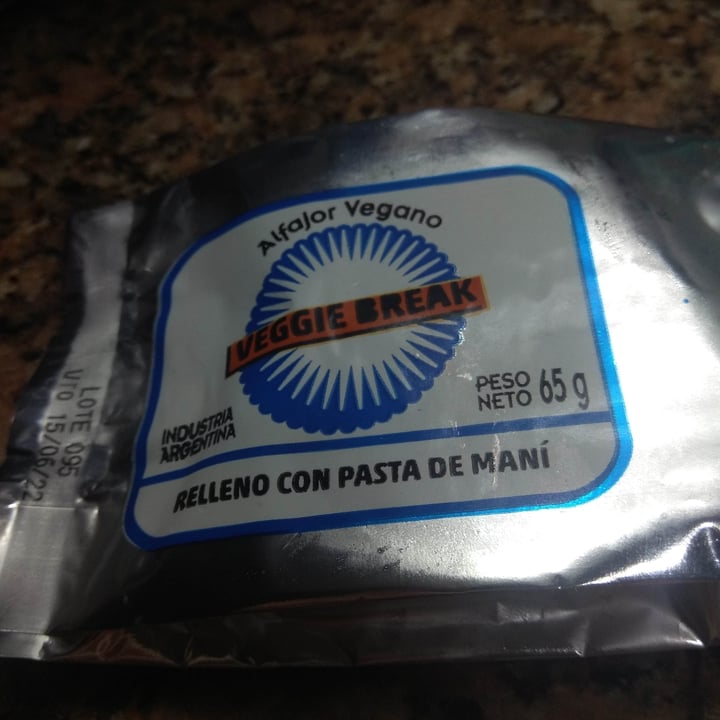 Alfajor Vegano
VEGGIE BREAK
PESO
NETO 65 g
INDUSTRIA
ARGENTINA
RELLENO CON PASTA DE MANÍ
LOTE 095
VTO 15/06/22